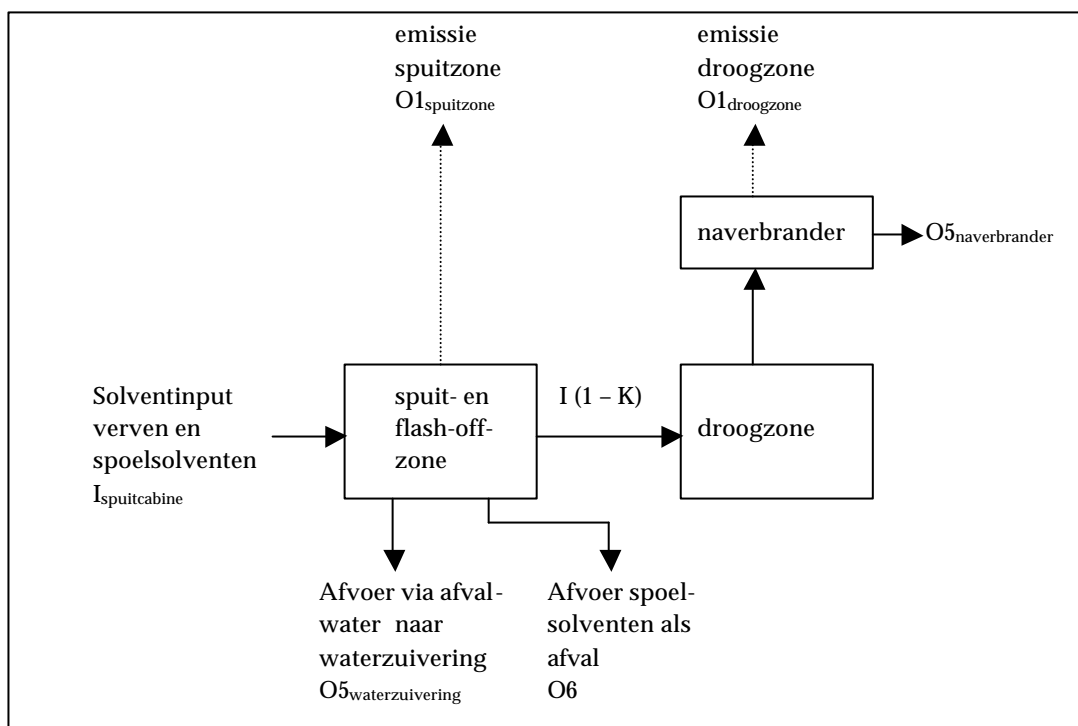 emissie
spuitzone
O1spuitzone
emissie
droogzone
O1droogzone
naverbrander
O5naverbrander
Solventinput
verven en
spoelsolventen
Ispuitcabine
spuit- en
flash-off-
zone
I (1 – K)
droogzone
Afvoer via afval-
water naar
waterzuivering
O5waterzuivering
Afvoer spoel-
solventen als
afval
O6